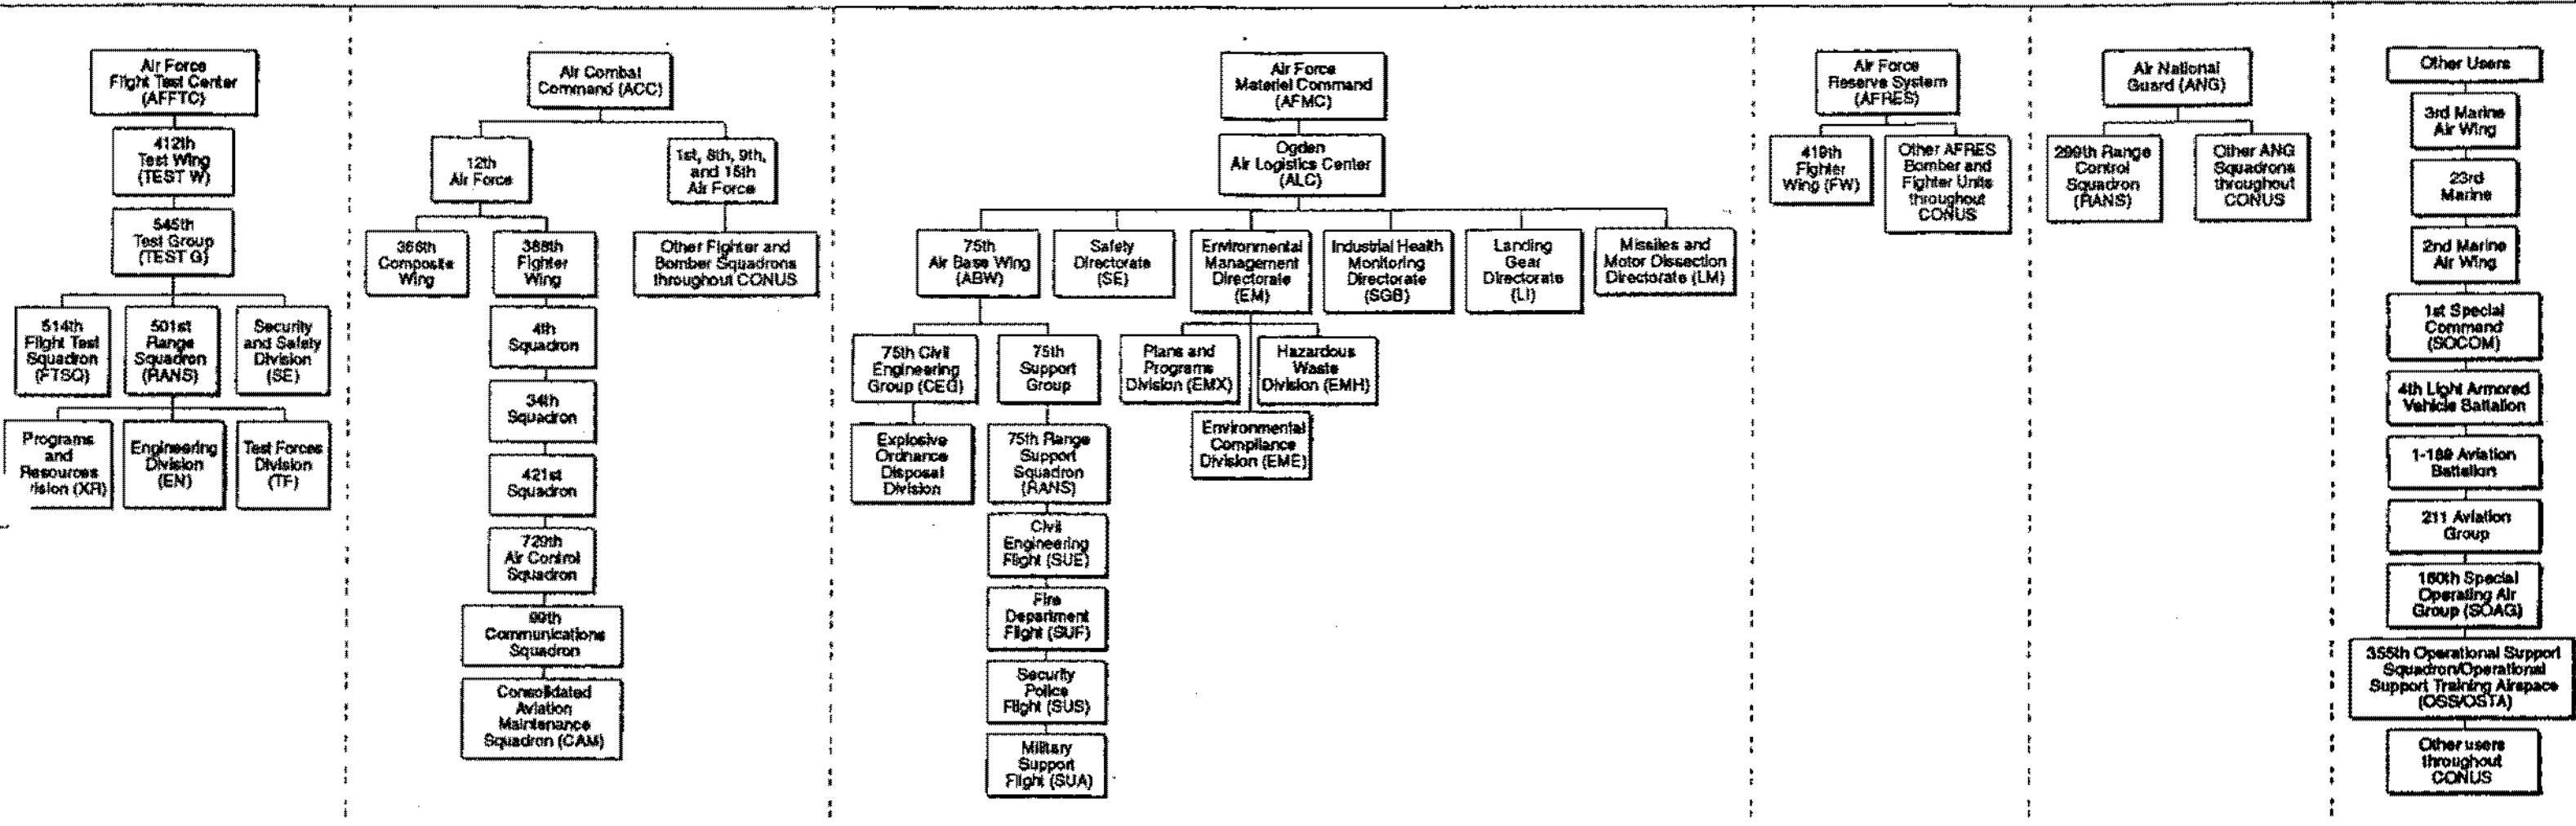 Air Force
Flight Test Center
(AFFTC)
412th
Test Wing
(TEST W)
545th
Test Group
(TEST G)
514th
Flight Test
Squadron
(FTSQ)
501st
Range
Squadron
(RANS)
Security
and Safety
Division
(SE)
Programs
and
Resources
(XR)
Engineering
Division
(EN)
Test Forces
Division
(TF)
Air Combat
Command (ACC)
12th
Air Force
1st, 8th, 9th,
and 15th
Air Force
366th
Composite
Wing
388th
Fighter
Wing
Other Fighter and
Bomber Squadrons
throughout CONUS
4th
Squadron
34th
Squadron
421st
Squadron
729th
Air Control
Squadron
99th
Communications
Squadron
Consolidated
Aviation
Maintenance
Squadron (CAM)
Air Force
Materiel Command
(AFMC)
Ogden
Air Logistics Center
(ALC)
75th
Air Base Wing
(ABW)
Safety
Directorate
(SE)
Environmental
Management
Directorate
(EM)
Industrial Health
Monitoring
Directorate
(SGB)
Landing
Gear
Directorate
(LI)
Missiles and
Motor Dissection
Directorate (LM)
75th Civil
Engineering
Group (CEG)
75th
Support
Group
Plans and
Programs
Division (EMX)
Hazardous
Waste
Division (EMH)
Explosive
Ordnance
Disposal
Division
75th Range
Support
Squadron
(RANS)
Environmental
Compliance
Division (EME)
Civil
Engineering
Flight (SUE)
Fire
Department
Flight (SUF)
Security
Police
Flight (SUS)
Military
Support
Flight (SUA)
Air Force
Reserve System
(AFRES)
419th
Fighter
Wing (FW)
Other AFRES
Bomber and
Fighter Units
throughout
CONUS
Air National
Guard (ANG)
299th Range
Control
Squadron
(RANS)
Other ANG
Squadrons
throughout
CONUS
Other Users
3rd Marine
Air Wing
23rd
Marine
2nd Marine
Air Wing
1st Special
Command
(SOCOM)
4th Light Armored
Vehicle Battalion
1-189 Aviation
Battalion
211 Aviation
Group
160th Special
Operating Air
Group (SOAG)
355th Operational Support
Squadron/Operational
Support Training Airspace
(OSS/OSTA)
Other users
throughout
CONUS